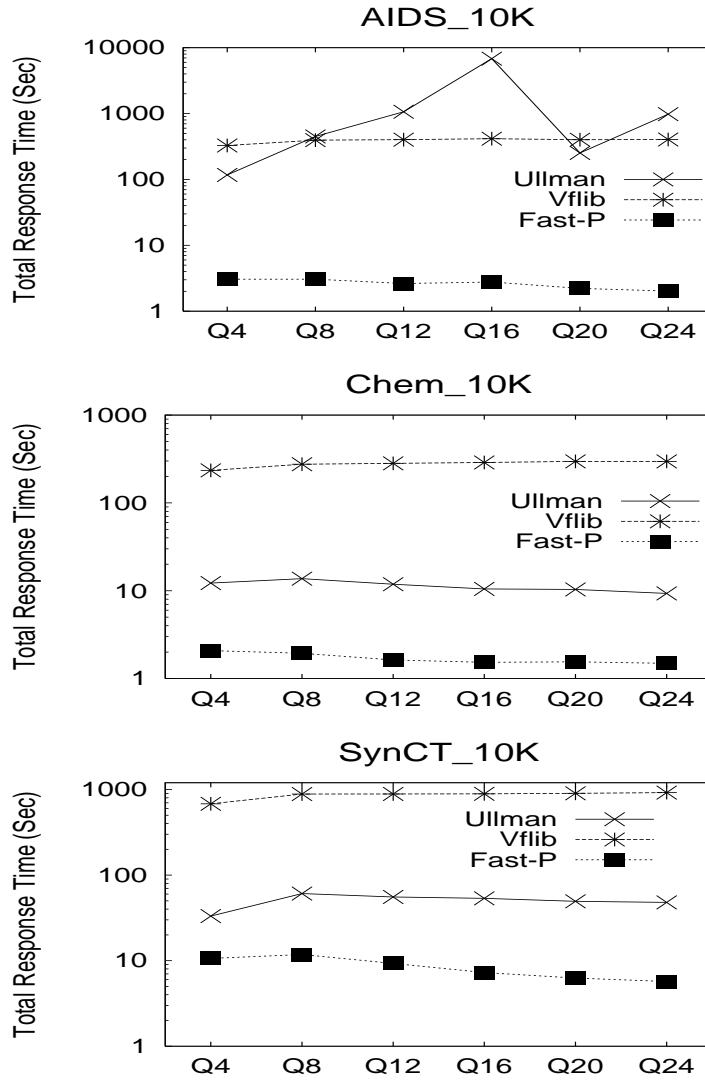 AIDS_10K
Total Response Time (Sec)
10000
1000
100
10
1
Ullman
Vflib
Fast-P
Q4 Q8 Q12 Q16 Q20 Q24
Chem_10K
Total Response Time (Sec)
1000
100
10
1
Ullman
Vflib
Fast-P
Q4 Q8 Q12 Q16 Q20 Q24
SynCT_10K
Total Response Time (Sec)
1000
100
10
1
Ullman
Vflib
Fast-P
Q4 Q8 Q12 Q16 Q20 Q24